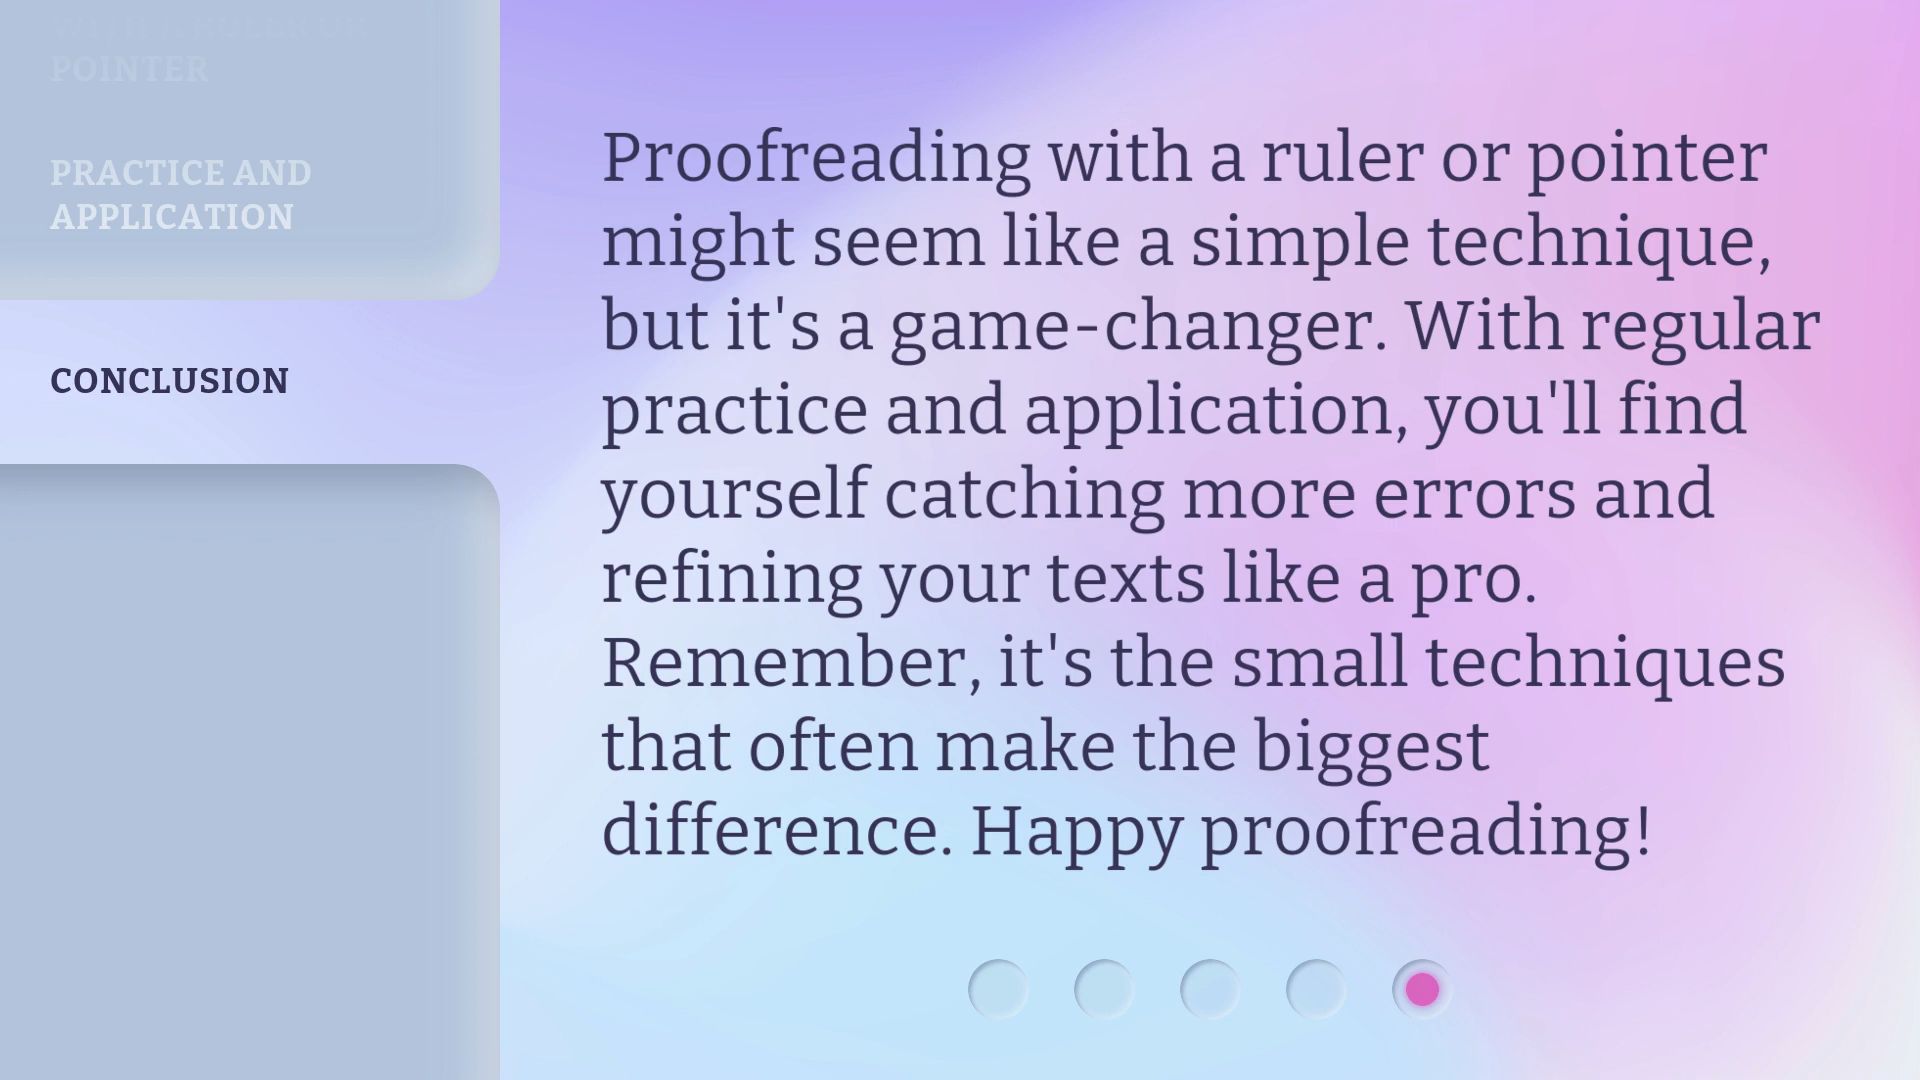 POINTER
PRACTICE AND
APPLICATION
CONCLUSION
Proofreading with a ruler or pointer
might seem like a simple technique,
but it's a game-changer. With regular
practice and application, you'll find
yourself catching more errors and
refining your texts like a pro.
Remember, it's the small techniques
that often make the biggest
difference. Happy proofreading!